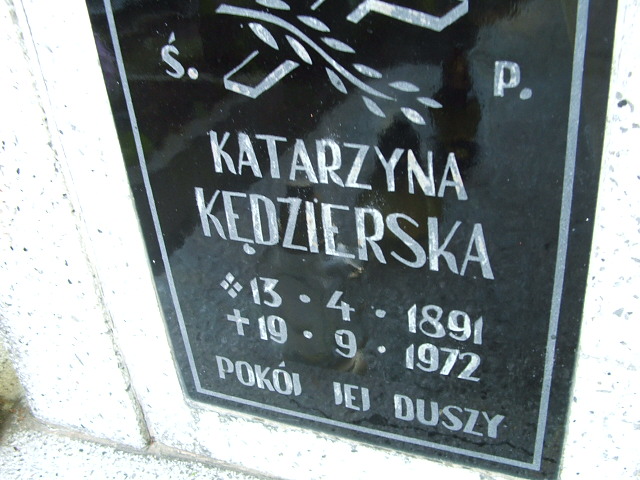 Ś. P.
KATARZYNA
KĘDZIERSKA
❖ 13 • 4 • 1891
✝ 19 • 9 • 1972
POKÓJ JEJ DUSZY